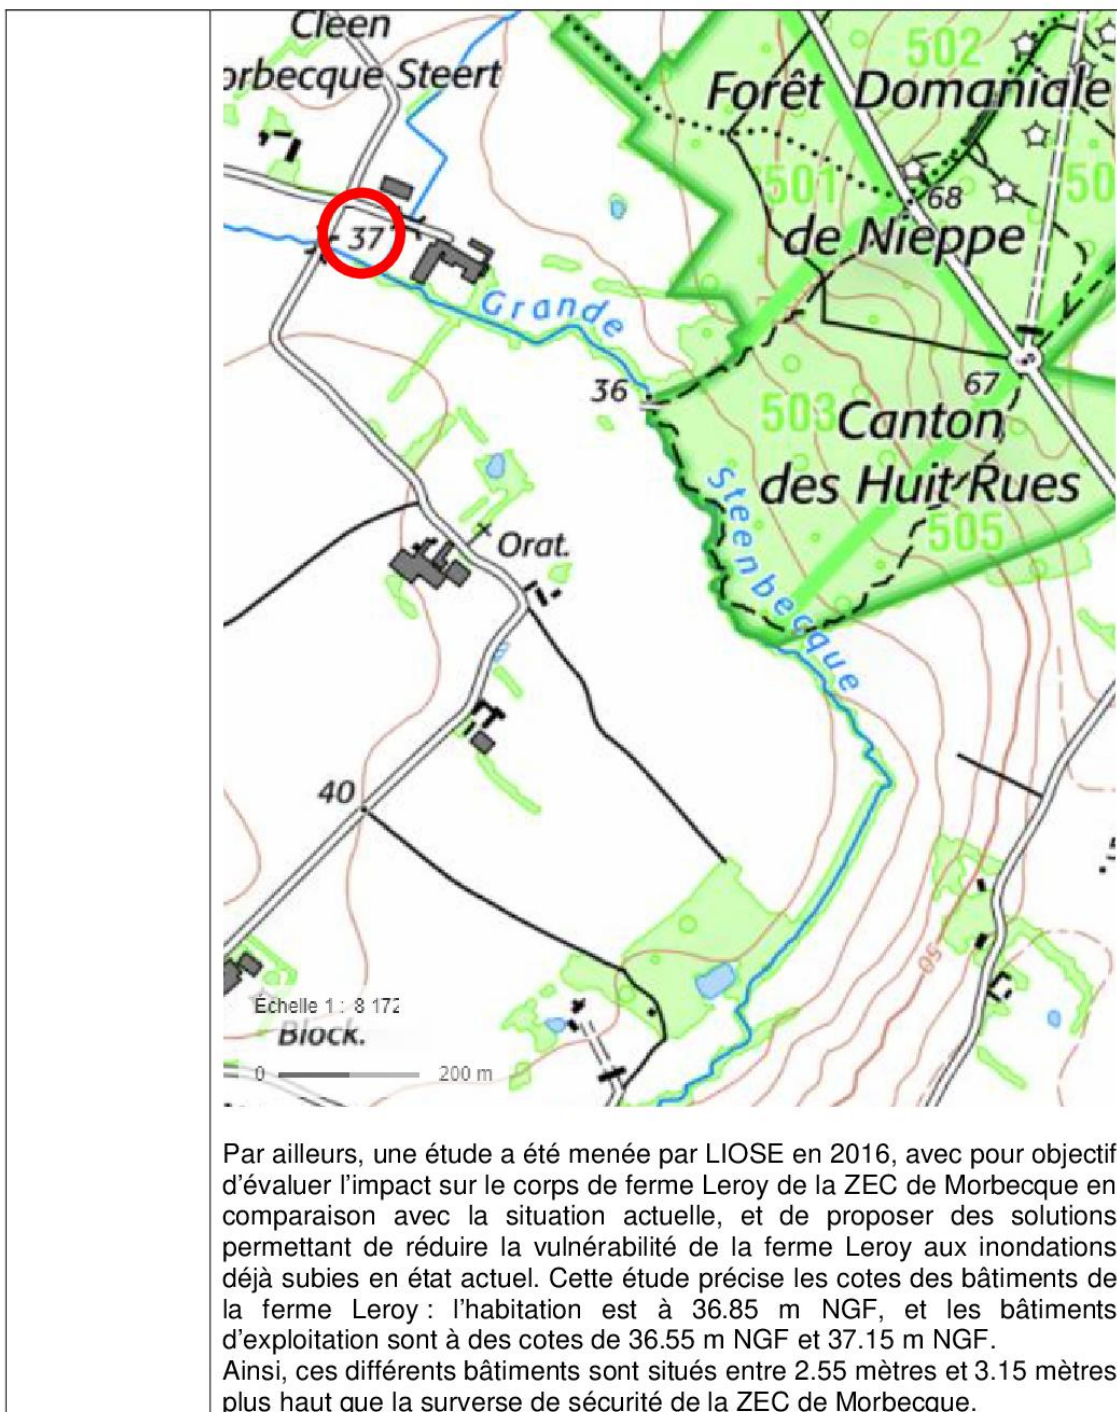 Cleen
orbecque Steert
502
Forêt Domaniale
501
50
68
de Nieppe
37
Grande
36
67
503
Canton
des Huit Rues
Steenbecque
505
Orat.
40
50
Échelle 1 : 8 172
Block.
0 200 m
Par ailleurs, une étude a été menée par LIOSE en 2016, avec pour objectif
d’évaluer l’impact sur le corps de ferme Leroy de la ZEC de Morbecque en
comparaison avec la situation actuelle, et de proposer des solutions
permettant de réduire la vulnérabilité de la ferme Leroy aux inondations
déjà subies en état actuel. Cette étude précise les cotes des bâtiments de
la ferme Leroy : l’habitation est à 36.85 m NGF, et les bâtiments
d’exploitation sont à des cotes de 36.55 m NGF et 37.15 m NGF.
Ainsi, ces différents bâtiments sont situés entre 2.55 mètres et 3.15 mètres
plus haut que la surverse de sécurité de la ZEC de Morbecque.